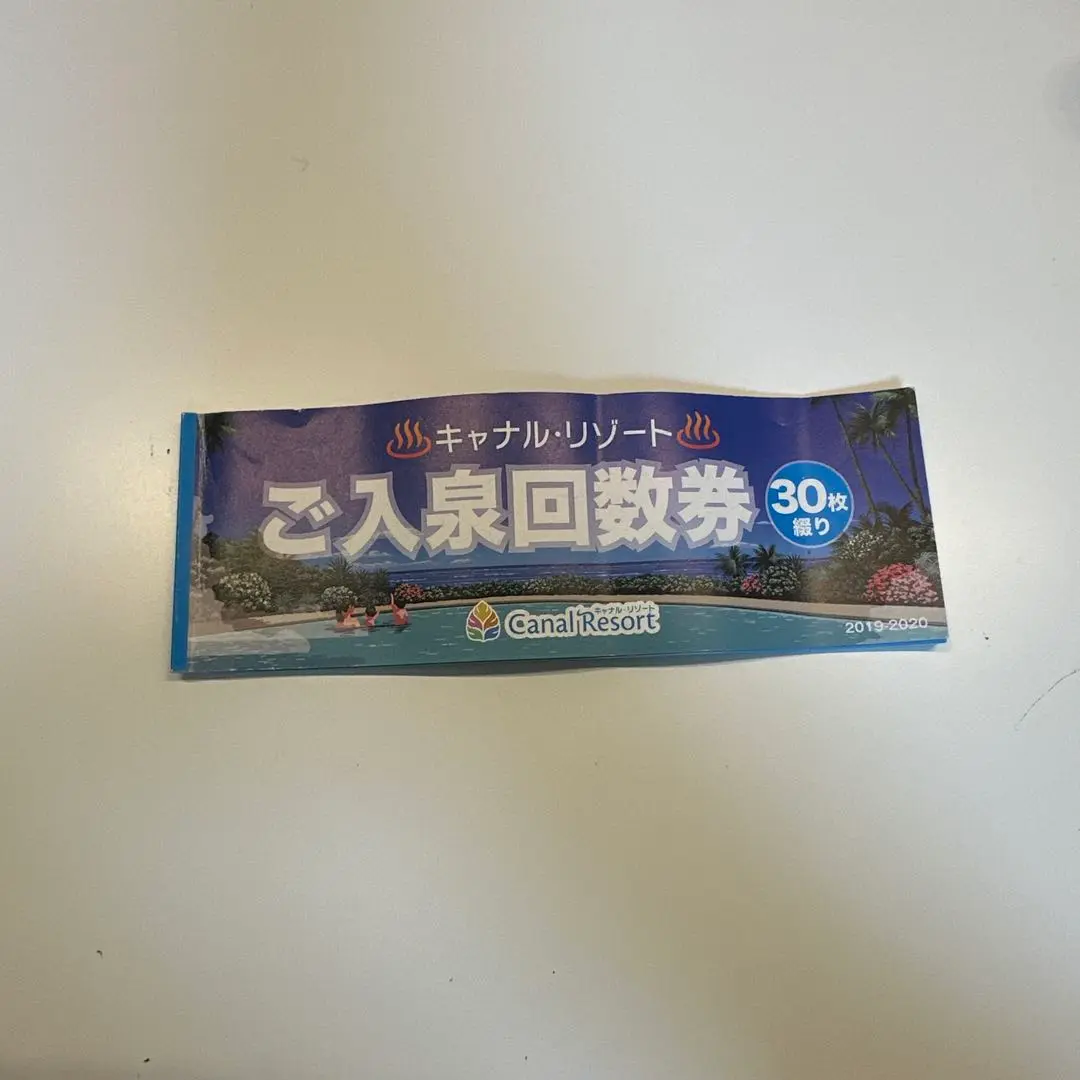 キャナル・リゾート
ご入泉回数券
30枚
綴り
キャナル・リゾート
Canal Resort
2019-2020